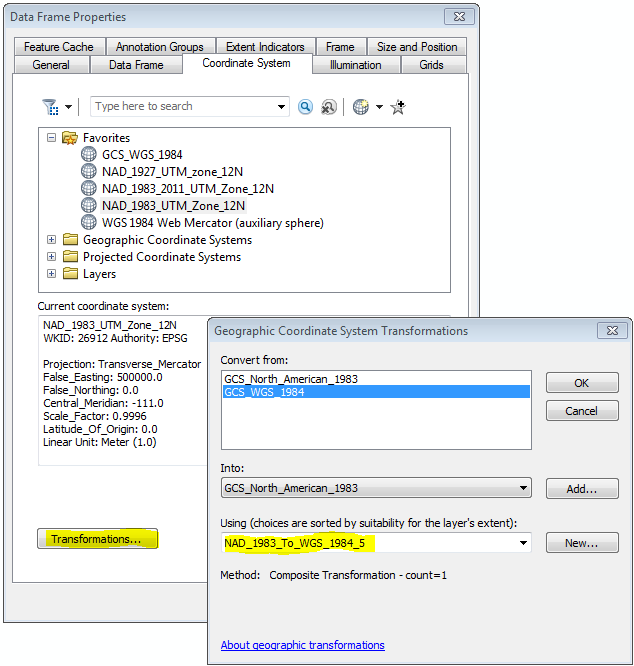 Data Frame Properties
Feature Cache Annotation Groups Extent Indicators Frame Size and Position
General Data Frame Coordinate System Illumination Grids
Type here to search
Favorites
GCS_WGS_1984
NAD_1927_UTM_zone_12N
NAD_1983_2011_UTM_Zone_12N
NAD_1983_UTM_Zone_12N
WGS 1984 Web Mercator (auxiliary sphere)
Geographic Coordinate Systems
Projected Coordinate Systems
Layers
Current coordinate system:
NAD_1983_UTM_Zone_12N
WKID: 26912 Authority: EPSG
Projection: Transverse_Mercator
False_Easting: 500000.0
False_Northing: 0.0
Central_Meridian: -111.0
Scale_Factor: 0.9996
Latitude_Of_Origin: 0.0
Linear Unit: Meter (1.0)
Transformations...
Geographic Coordinate System Transformations
Convert from:
GCS_North_American_1983
GCS_WGS_1984
OK
Cancel
Into:
GCS_North_American_1983
Add...
Using (choices are sorted by suitability for the layer's extent):
NAD_1983_To_WGS_1984_5
New...
Method: Composite Transformation - count=1
About geographic transformations